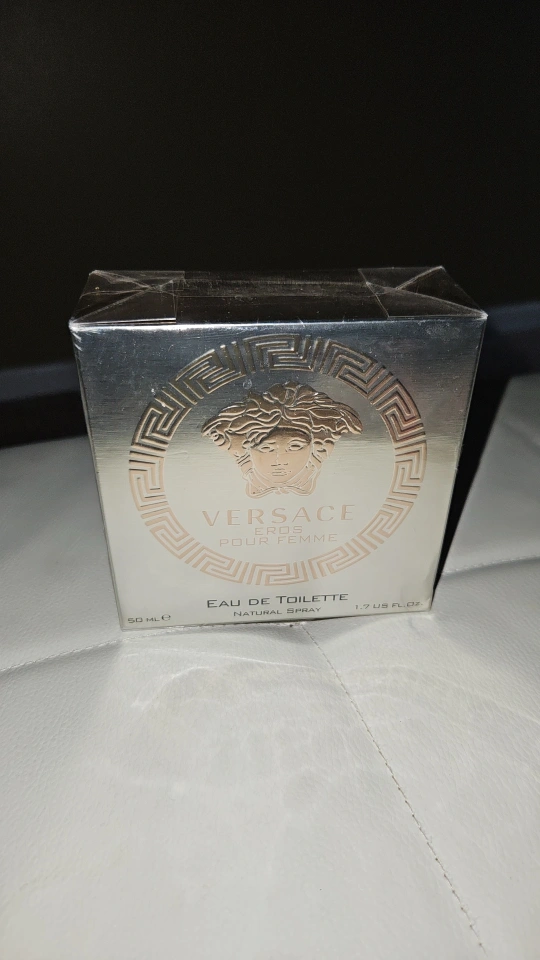 VERSACE
EROS
POUR FEMME
EAU DE TOILETTE
NATURAL SPRAY
50 ML℮
1.7 US FL.OZ.